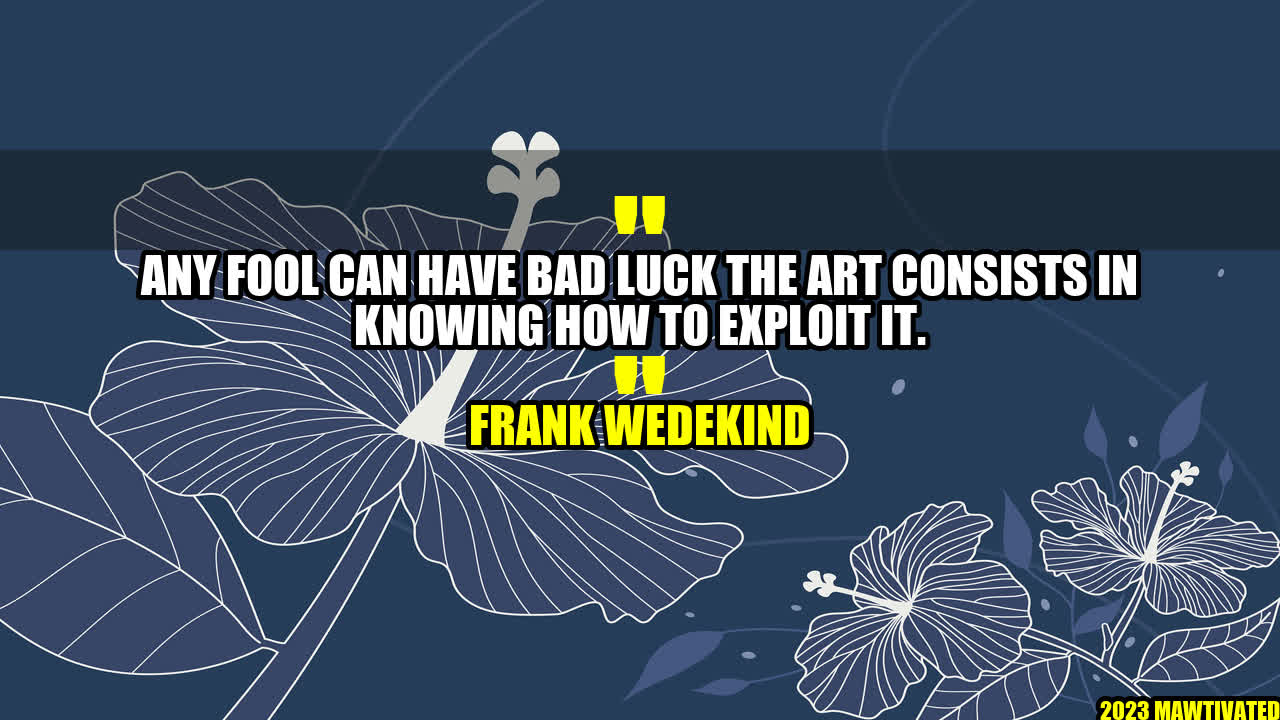 "
ANY FOOL CAN HAVE BAD LUCK THE ART CONSISTS IN
KNOWING HOW TO EXPLOIT IT.
"
FRANK WEDEKIND
2023 MAWTIVATED